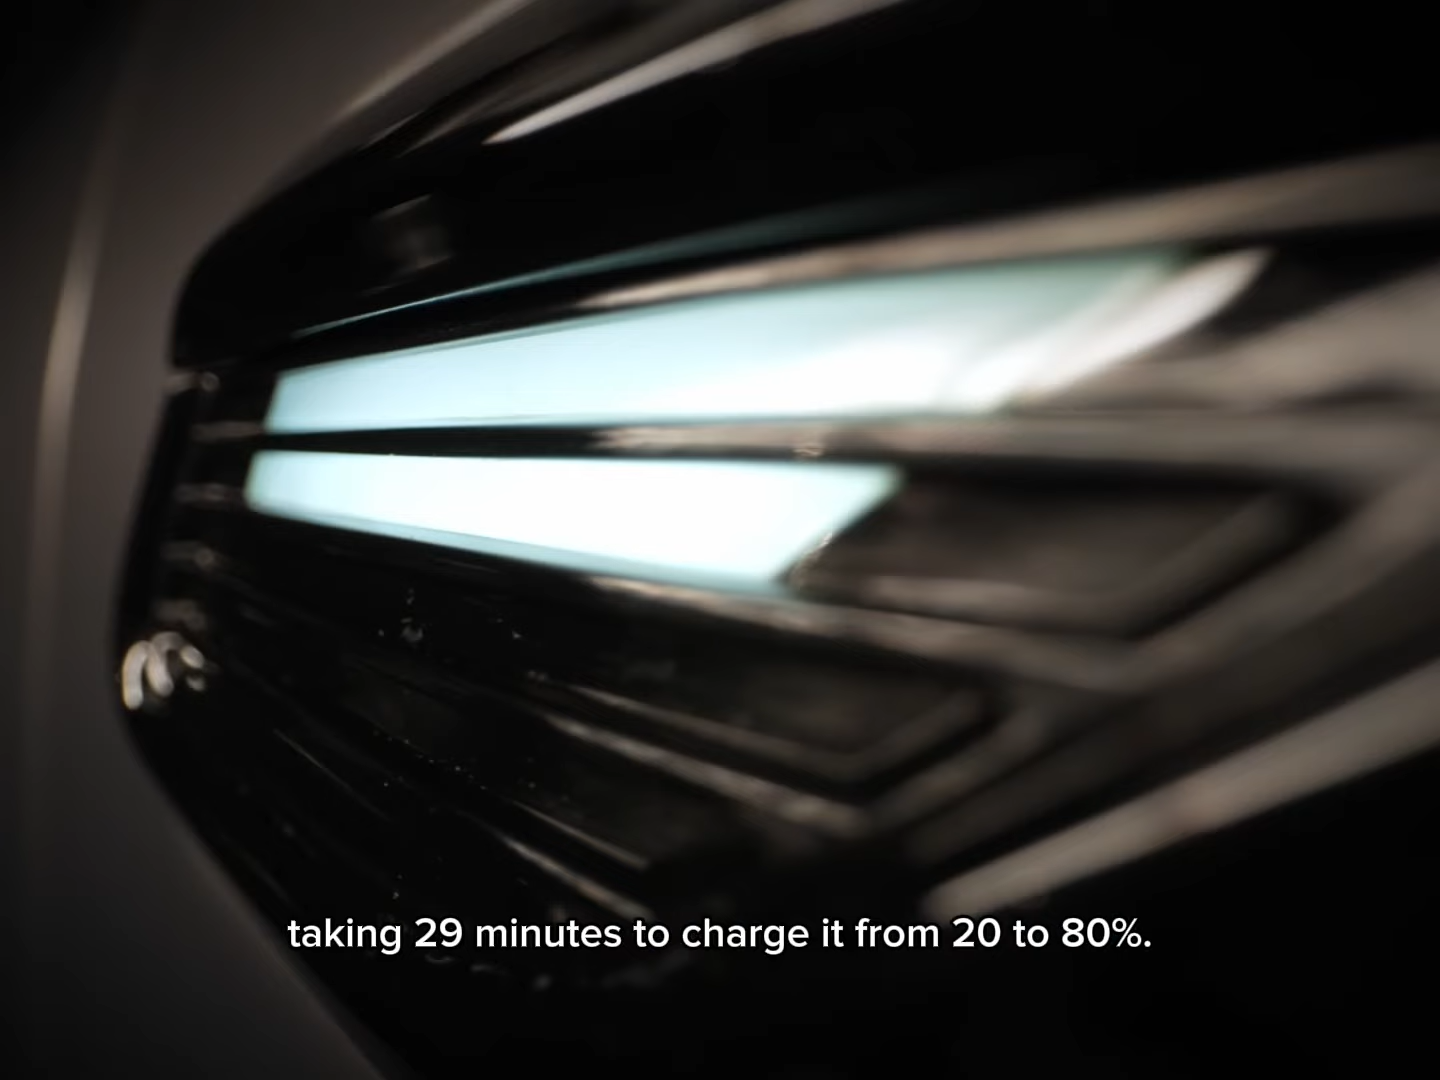 taking 29 minutes to charge it from 20 to 80%.